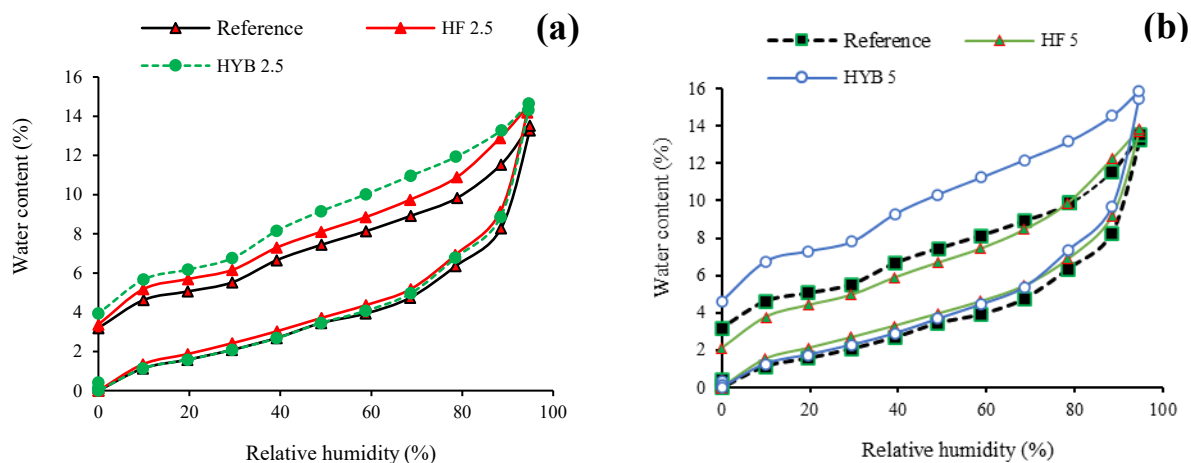 Reference
HF 2.5
(a)
HYB 2.5
16
14
12
10
8
6
4
2
0
Water content (%)
0 20 40 60 80 100
Relative humidity (%)
Reference
HF 5
(b)
HYB 5
16
14
12
10
8
6
4
2
0
Water content (%)
0 20 40 60 80 100
Relative humidity (%)